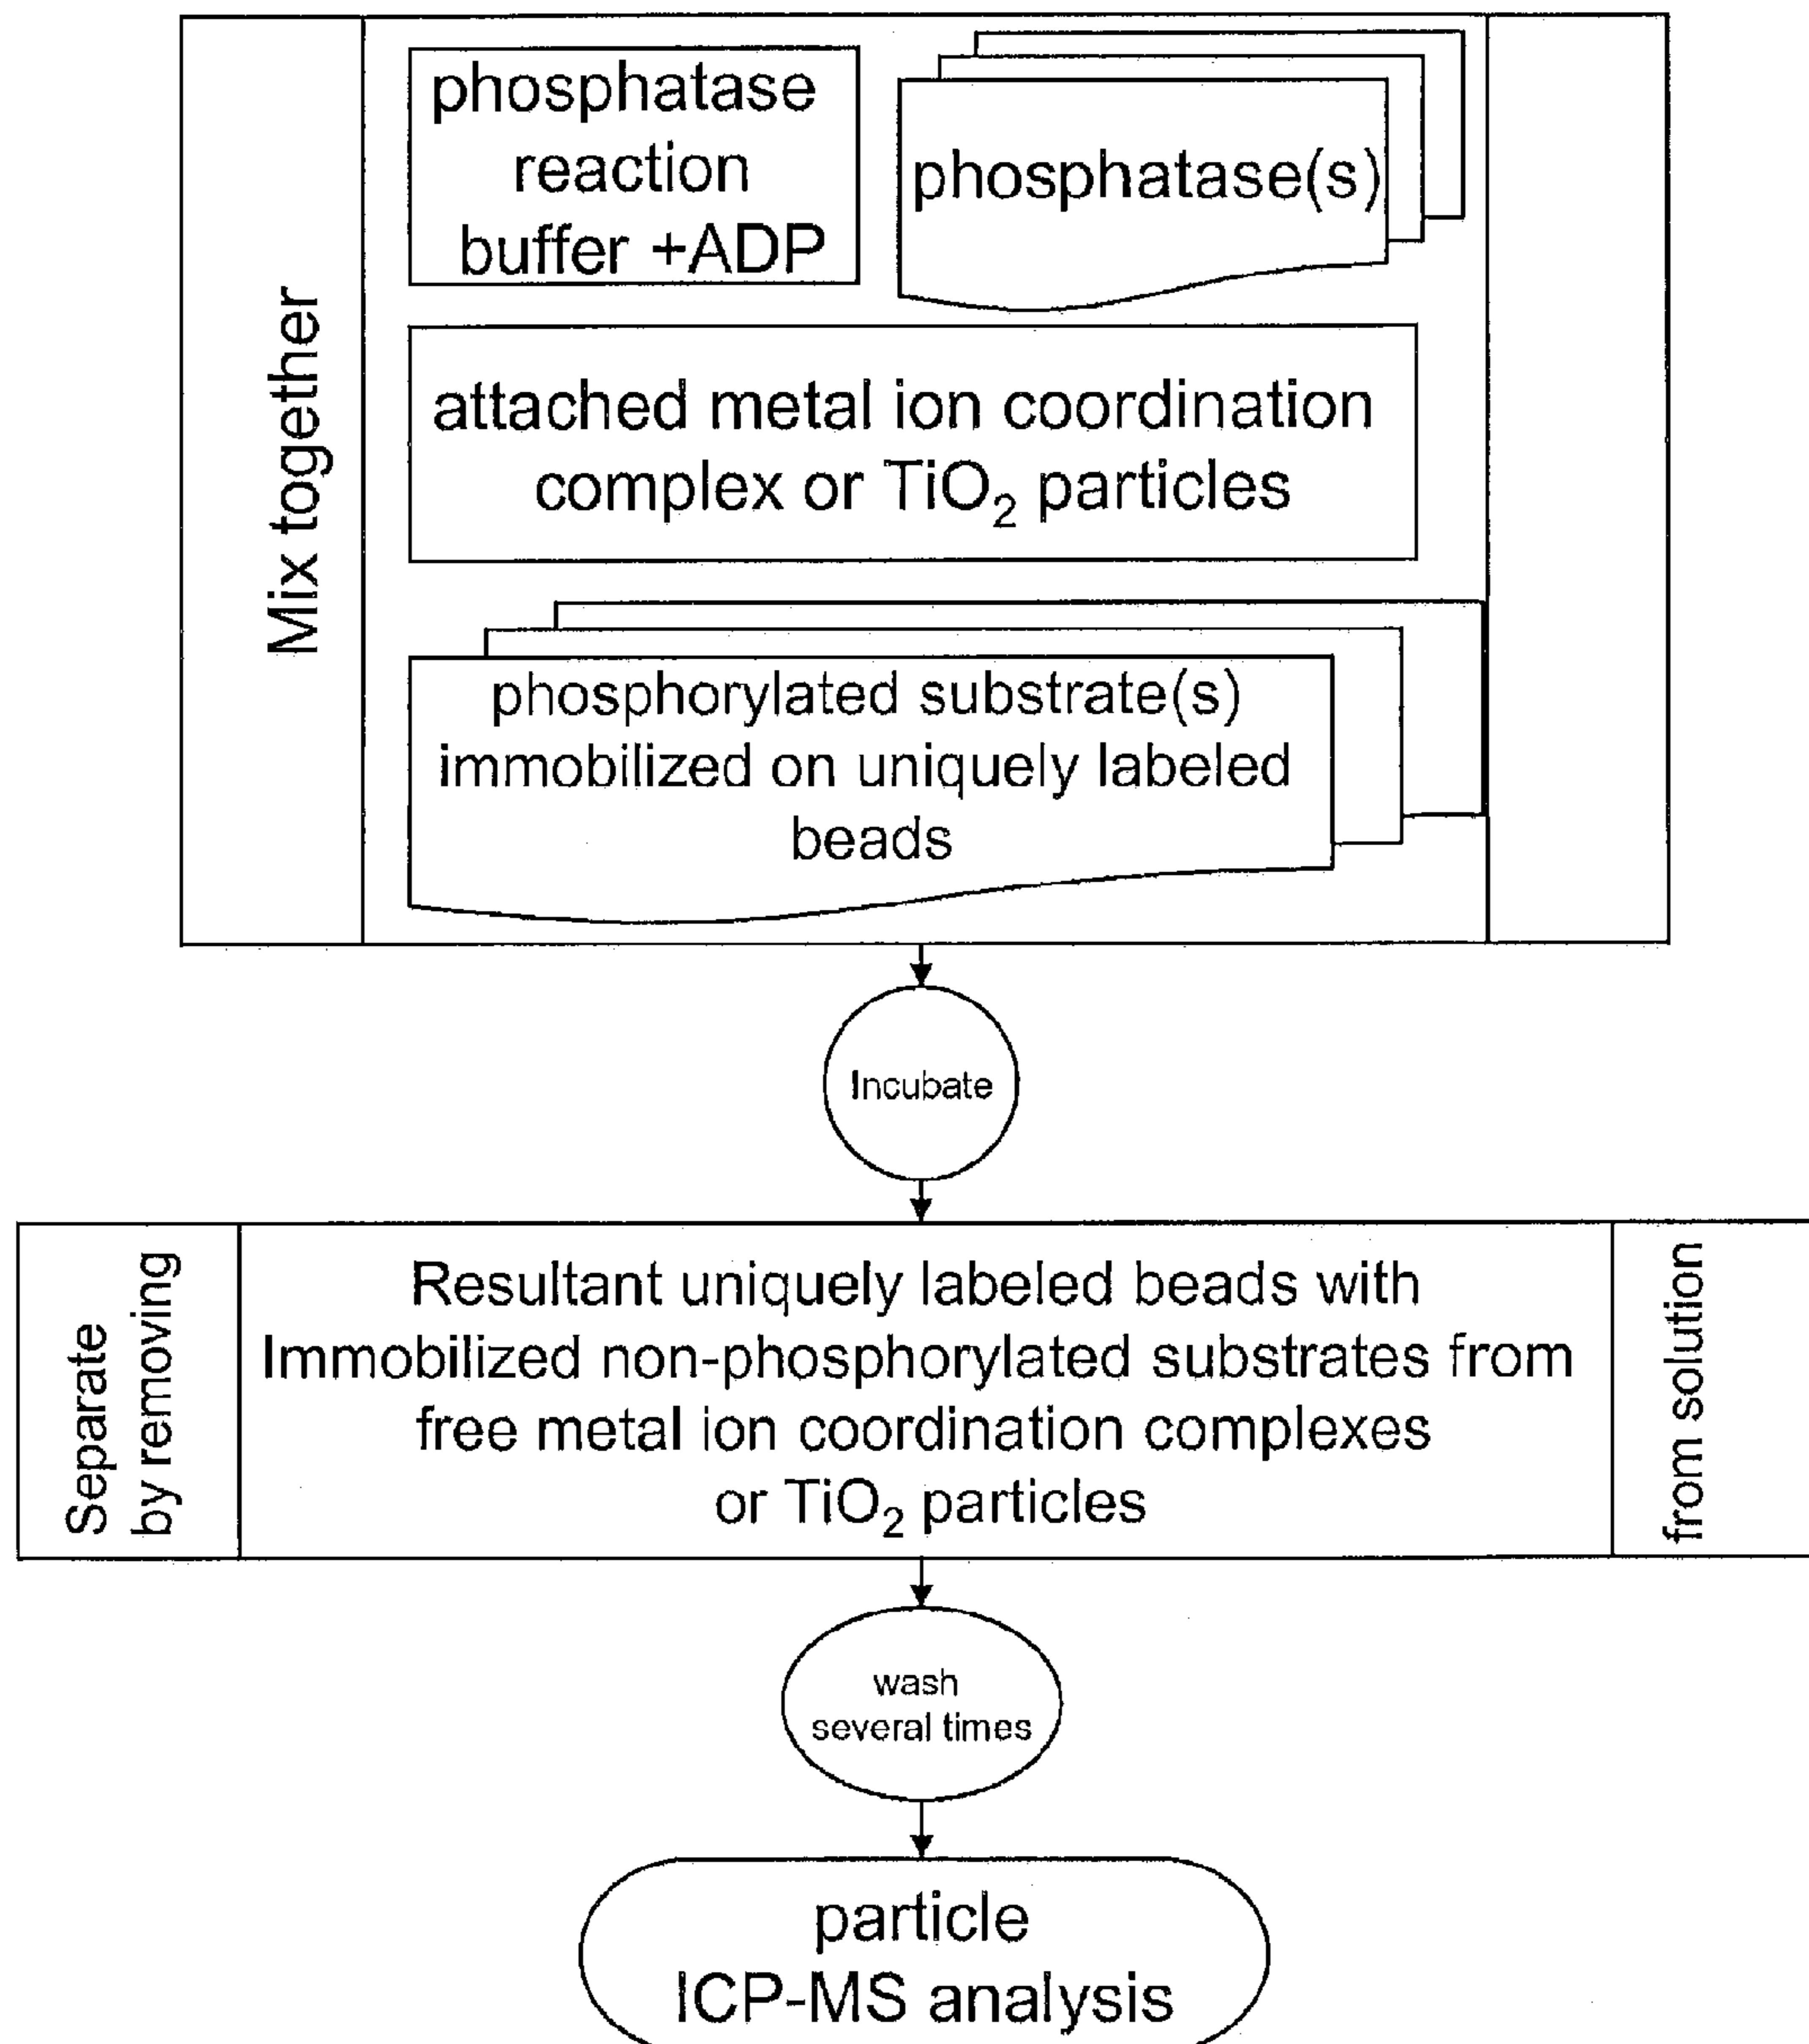 Mix together
phosphatase
reaction
buffer +ADP
phosphatase(s)
attached metal ion coordination
complex or TiO₂ particles
phosphorylated substrate(s)
immobilized on uniquely labeled
beads
Incubate
Separate
by removing
Resultant uniquely labeled beads with
Immobilized non-phosphorylated substrates from
free metal ion coordination complexes
or TiO₂ particles
from solution
wash
several times
particle
ICP-MS analysis